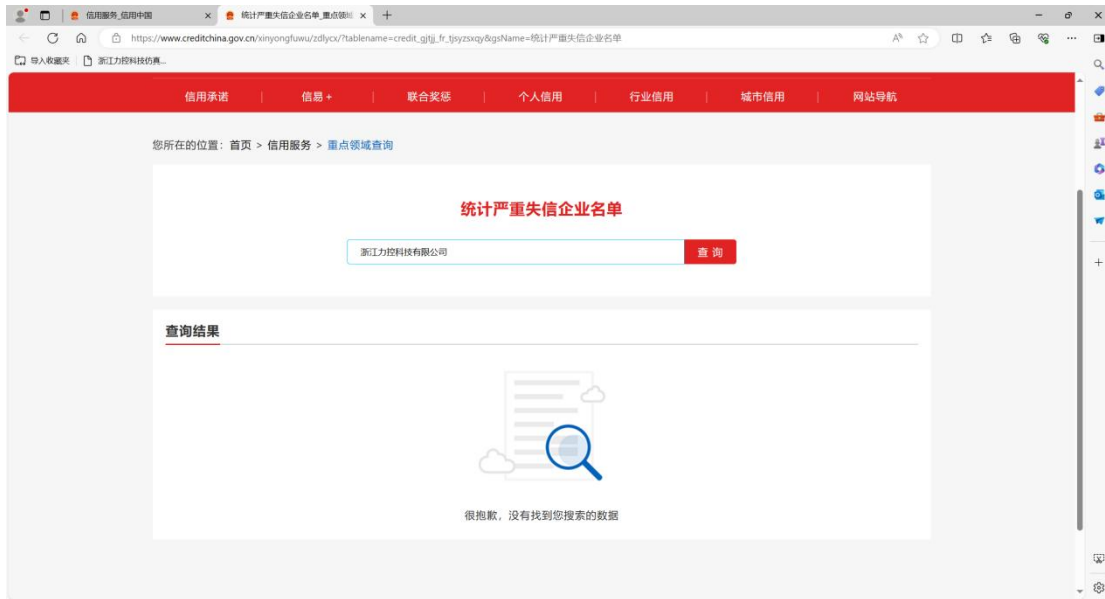 信用服务_信用中国
统计严重失信企业名单_重点领域
https://www.creditchina.gov.cn/xinyongfuwu/zdlycx/?tablename=credit_gjtjj_fr_tjsyzsxqy&gsName=统计严重失信企业名单
导入收藏夹 浙江力控科技仿真...
信用承诺 | 信易+ | 联合奖惩 | 个人信用 | 行业信用 | 城市信用 | 网站导航
您所在的位置：首页 > 信用服务 > 重点领域查询
统计严重失信企业名单
浙江力控科技有限公司 查 询
查询结果
很抱歉，没有找到您搜索的数据